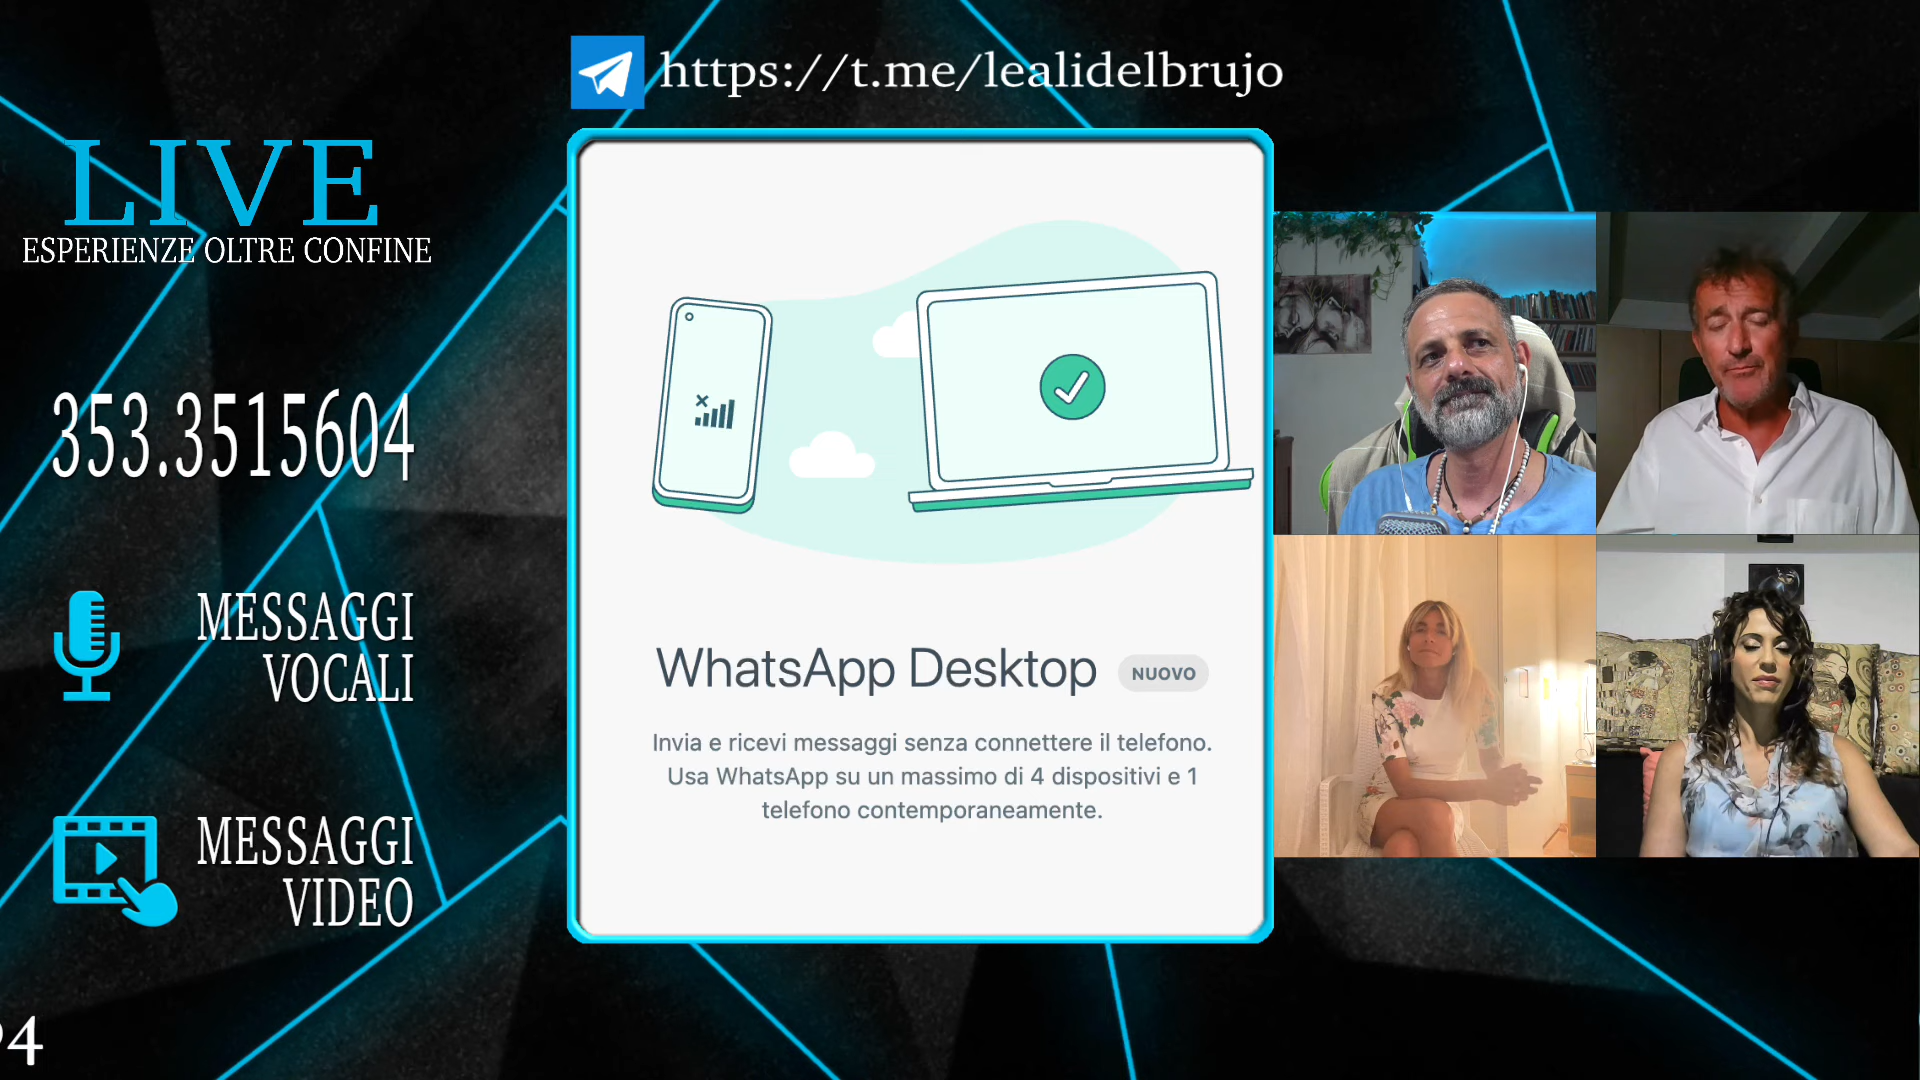 https://t.me/lealidelbrujo
LIVE
ESPERIENZE OLTRE CONFINE
353.3515604
MESSAGGI
VOCALI
MESSAGGI
VIDEO
WhatsApp Desktop NUOVO
Invia e ricevi messaggi senza connettere il telefono.
Usa WhatsApp su un massimo di 4 dispositivi e 1
telefono contemporaneamente.
4